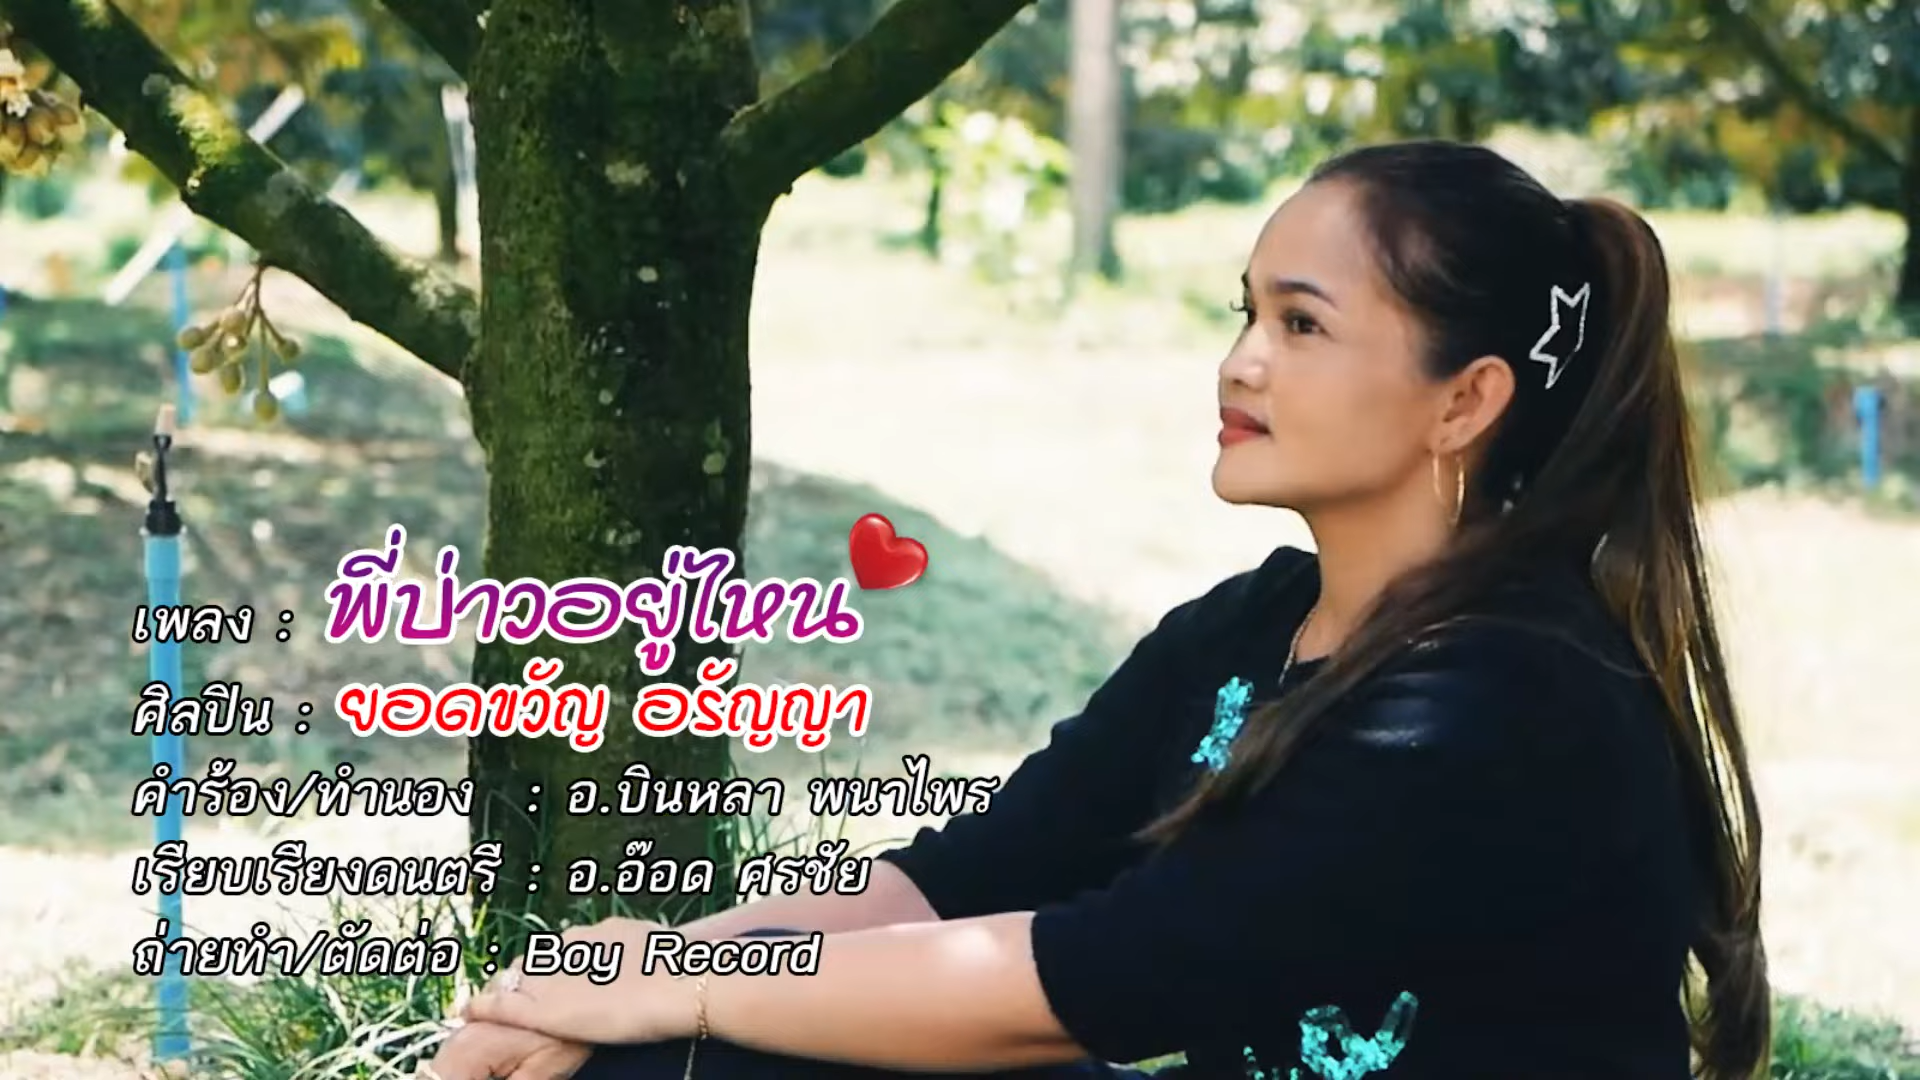 เพลง : พี่บ่าวอยู่ไหน
ศิลปิน : ยอดขวัญ อรัญญา
คำร้อง/ทำนอง : อ.บินหลา พนาไพร
เรียบเรียงดนตรี : อ.อ๊อด ศรชัย
ถ่ายทำ/ตัดต่อ : Boy Record